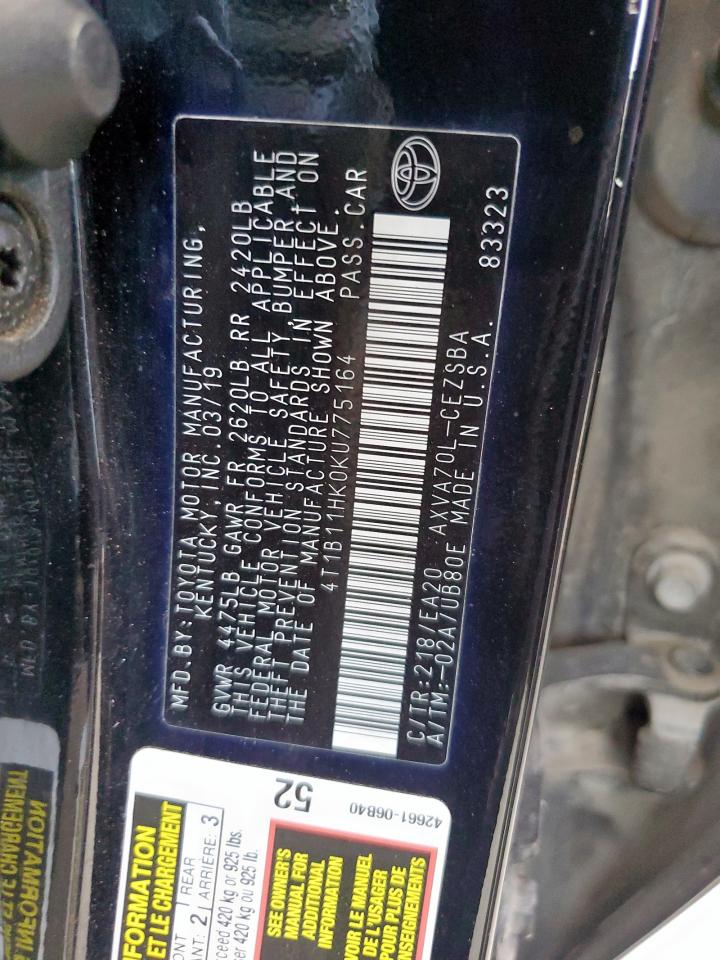 MFD.BY:TOYOTA MOTOR MANUFACTURING,
KENTUCKY, INC. 03/19
GVWR 4475LB GAWR FR 2620LB RR 2420LB
THIS VEHICLE CONFORMS TO ALL APPLICABLE
FEDERAL MOTOR VEHICLE SAFETY, BUMPER AND
THEFT PREVENTION STANDARDS IN EFFECT ON
THE DATE OF MANUFACTURE SHOWN ABOVE.
4T1B11HK0KU775164 PASS.CAR
C/TR:218/EA20 AXVA70L-CEZSBA
A/TM:-02A/UB80E MADE IN U.S.A.
83323
52
42661-06B40
INFORMATION
ET LE CHARGEMENT
REAR
ANT: 2 ARRIÈRE: 3
exceed 420 kg or 925 lbs.
420 kg ou 925 lb.
SEE OWNER'S
MANUAL FOR
ADDITIONAL
INFORMATION
VOIR LE MANUEL
DE L'USAGER
POUR PLUS DE
RENSEIGNEMENTS